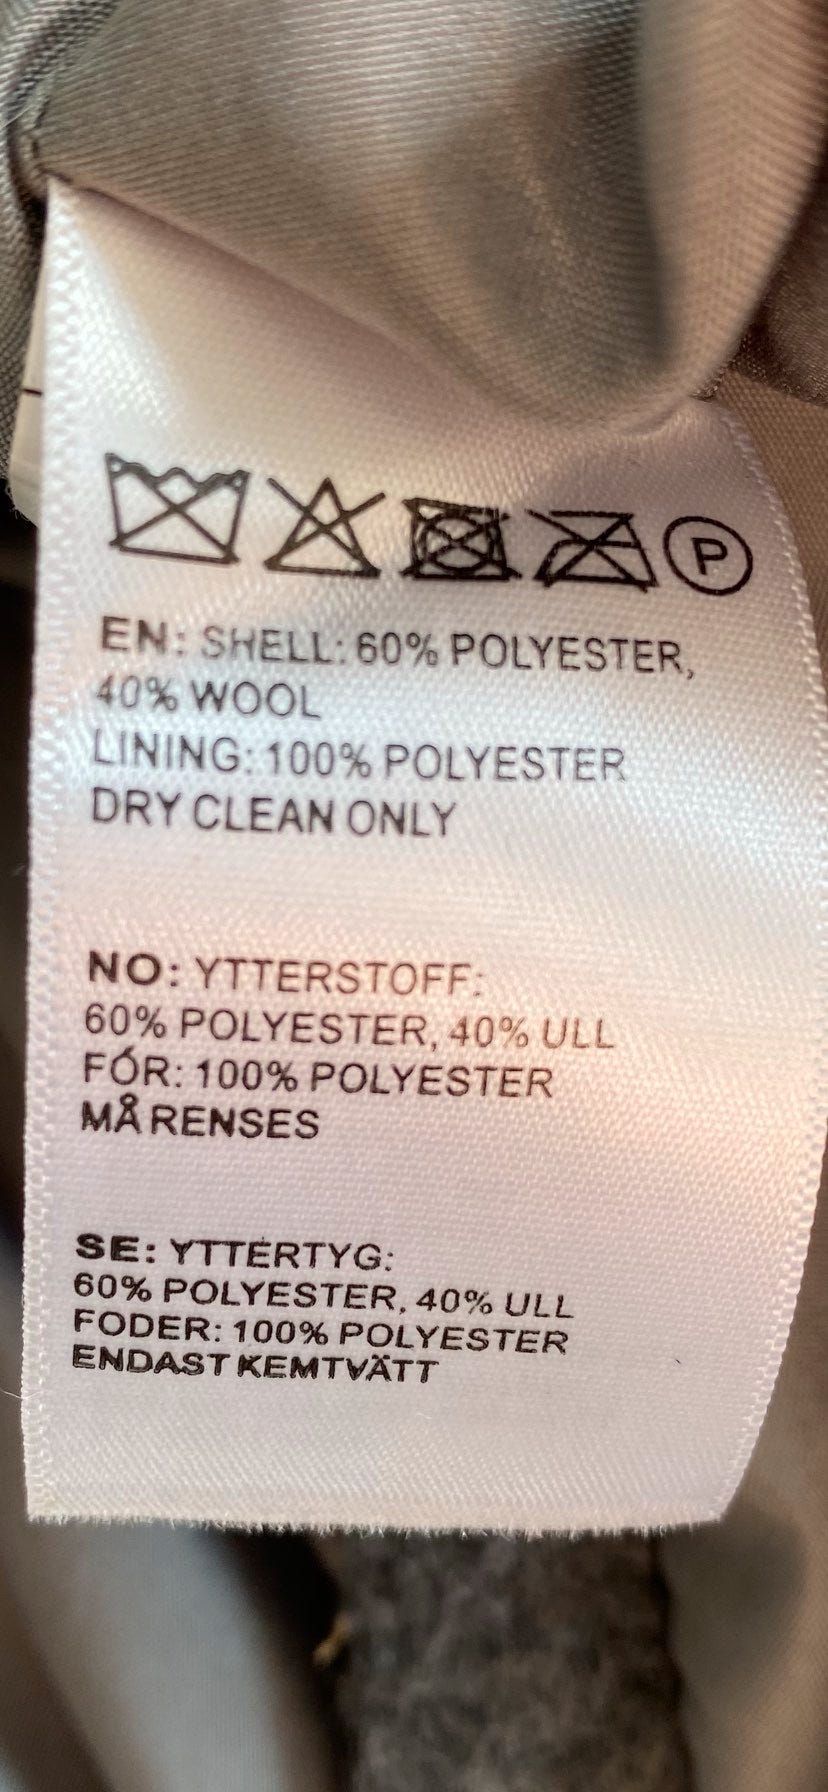 P
EN: SHELL: 60% POLYESTER,
40% WOOL
LINING: 100% POLYESTER
DRY CLEAN ONLY
NO: YTTERSTOFF:
60% POLYESTER, 40% ULL
FÓR: 100% POLYESTER
MÅ RENSES
SE: YTTERTYG:
60% POLYESTER, 40% ULL
FODER: 100% POLYESTER
ENDAST KEMTVÄTT